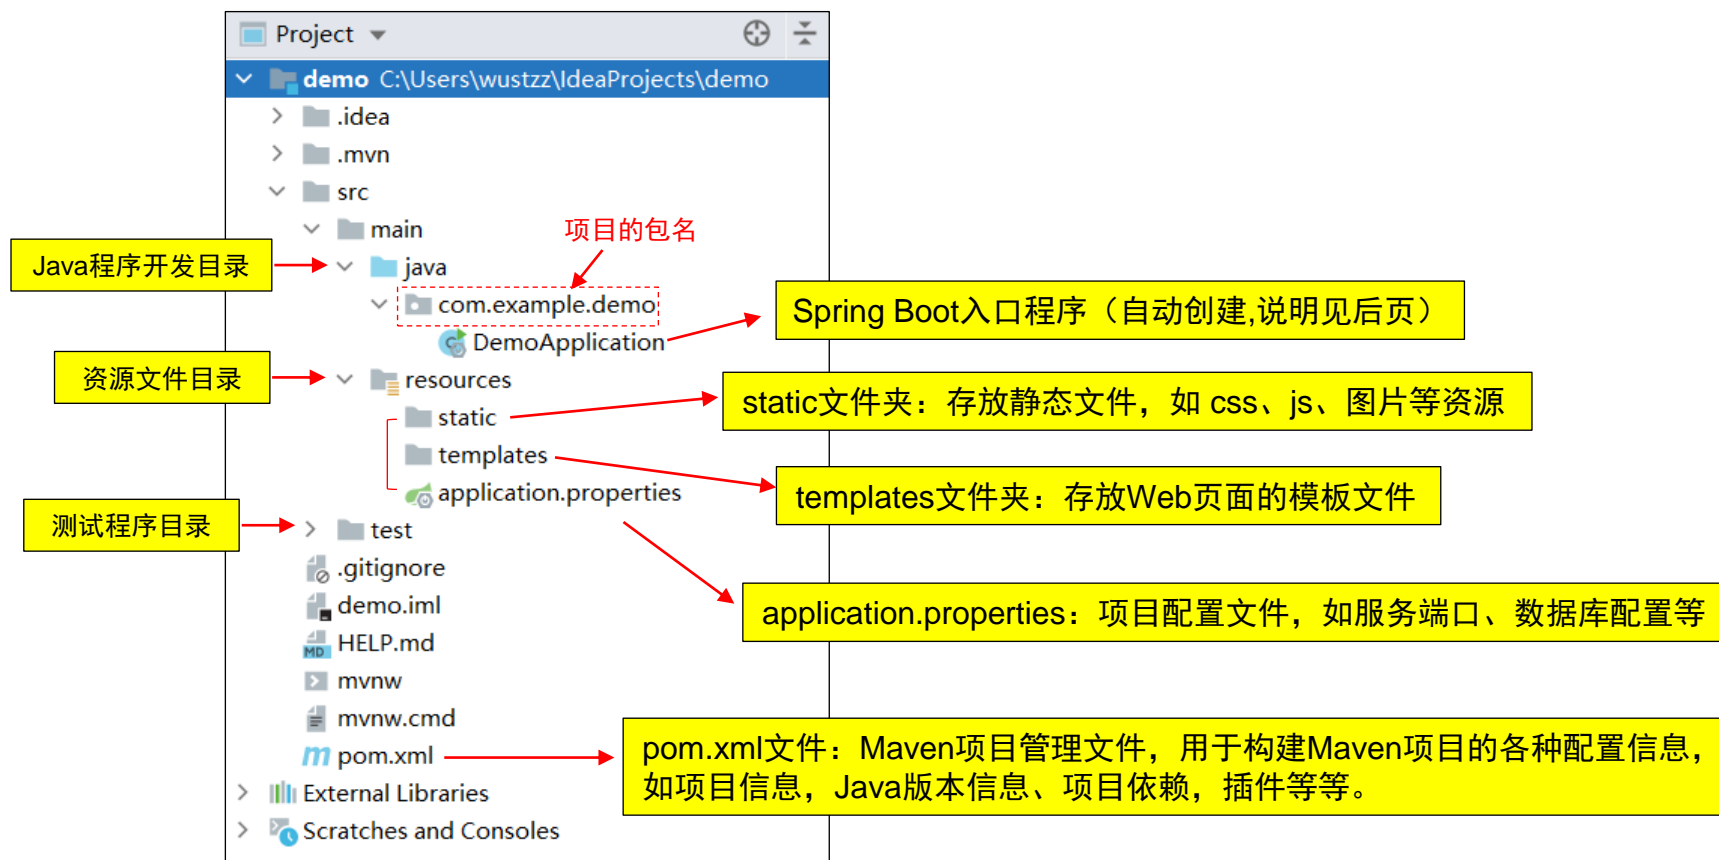 Project
demo C:\Users\wustzz\IdeaProjects\demo
.idea
.mvn
src
main
项目的包名
Java程序开发目录
java
com.example.demo
Spring Boot入口程序（自动创建,说明见后页）
DemoApplication
资源文件目录
resources
static文件夹：存放静态文件，如 css、js、图片等资源
static
templates
templates文件夹：存放Web页面的模板文件
application.properties
测试程序目录
test
.gitignore
application.properties：项目配置文件，如服务端口、数据库配置等
demo.iml
MD HELP.md
mvnw
mvnw.cmd
pom.xml文件：Maven项目管理文件，用于构建Maven项目的各种配置信息，
如项目信息，Java版本信息、项目依赖，插件等等。
m pom.xml
External Libraries
Scratches and Consoles